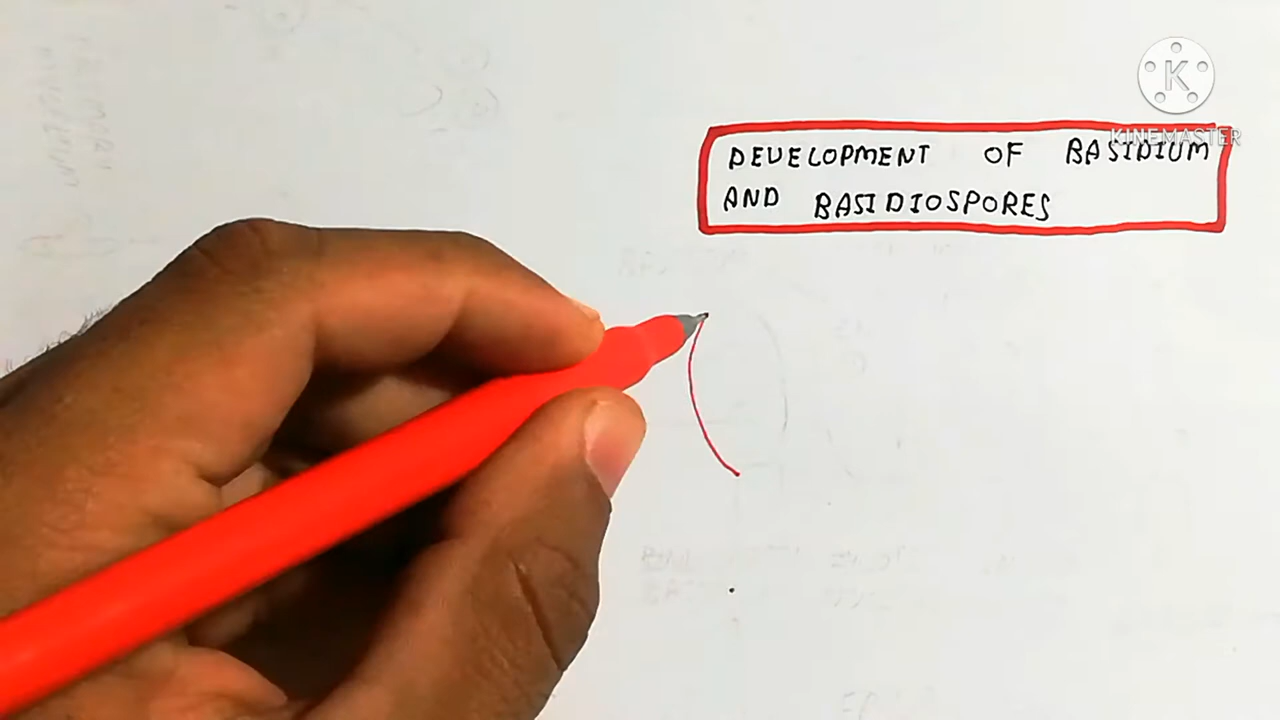 K
KINEMASTER
DEVELOPMENT OF BASIDIUM
AND BASIDIOSPORES